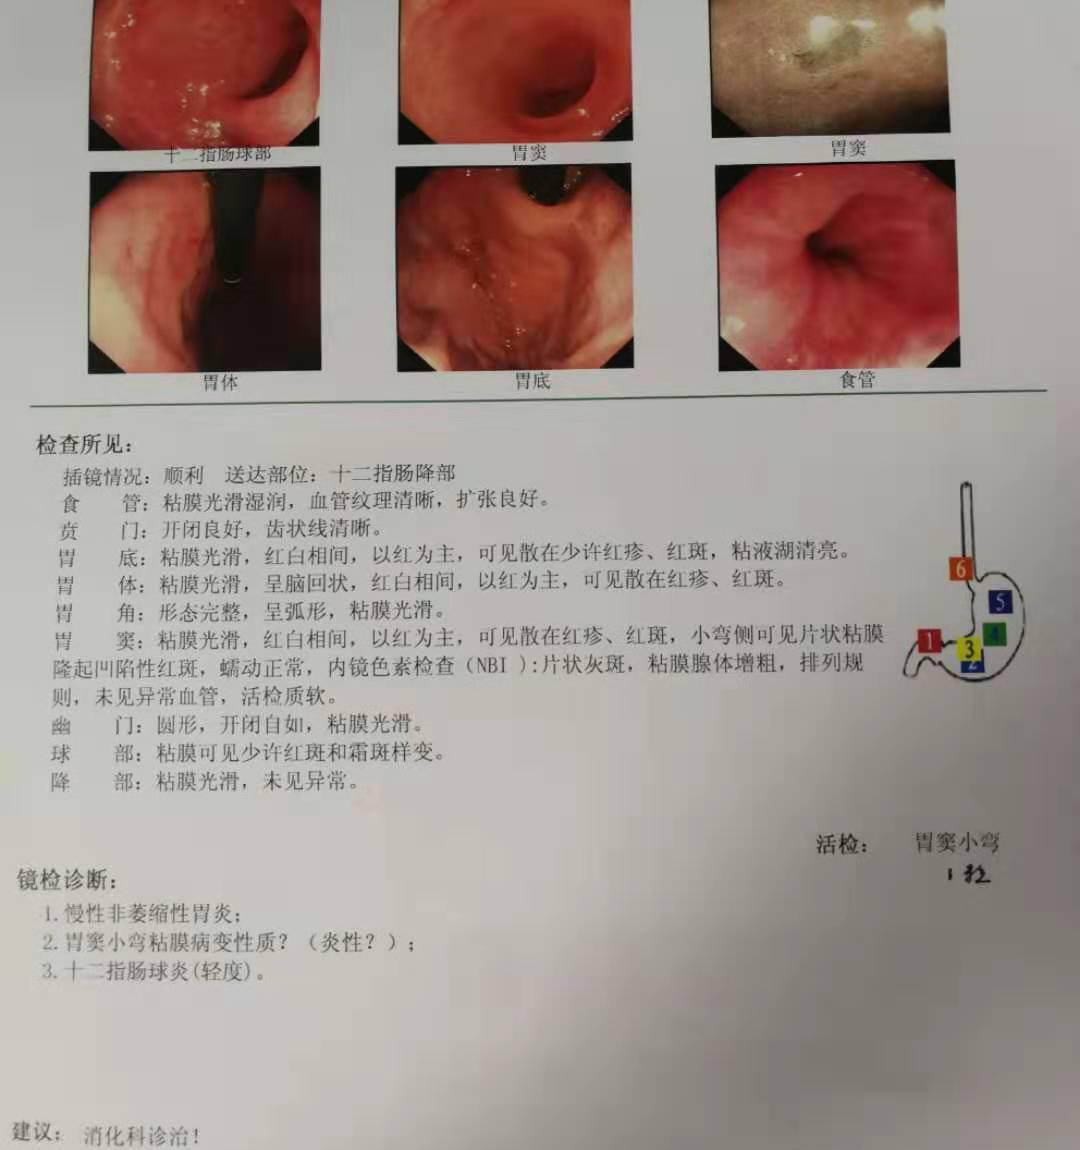 十二指肠球部
胃窦
胃窦
胃体
胃底
食管
检查所见：
插镜情况：顺利 送达部位：十二指肠降部
食 管：粘膜光滑湿润，血管纹理清晰，扩张良好。
贲 门：开闭良好，齿状线清晰。
胃 底：粘膜光滑，红白相间，以红为主，可见散在少许红疹、红斑，粘液湖清亮。
胃 体：粘膜光滑，呈脑回状，红白相间，以红为主，可见散在红疹、红斑。
胃 角：形态完整，呈弧形，粘膜光滑。
胃 窦：粘膜光滑，红白相间，以红为主，可见散在红疹、红斑，小弯侧可见片状粘膜
隆起凹陷性红斑，蠕动正常，内镜色素检查（NBI ）:片状灰斑，粘膜腺体增粗，排列规
则，未见异常血管，活检质软。
幽 门：圆形，开闭自如，粘膜光滑。
球 部：粘膜可见少许红斑和霜斑样变。
降 部：粘膜光滑，未见异常。
6
5
4
1
3
2
活检： 胃窦小弯
1粒
镜检诊断：
1.慢性非萎缩性胃炎；
2.胃窦小弯粘膜病变性质？（炎性？）；
3.十二指肠球炎(轻度)。
建议： 消化科诊治！